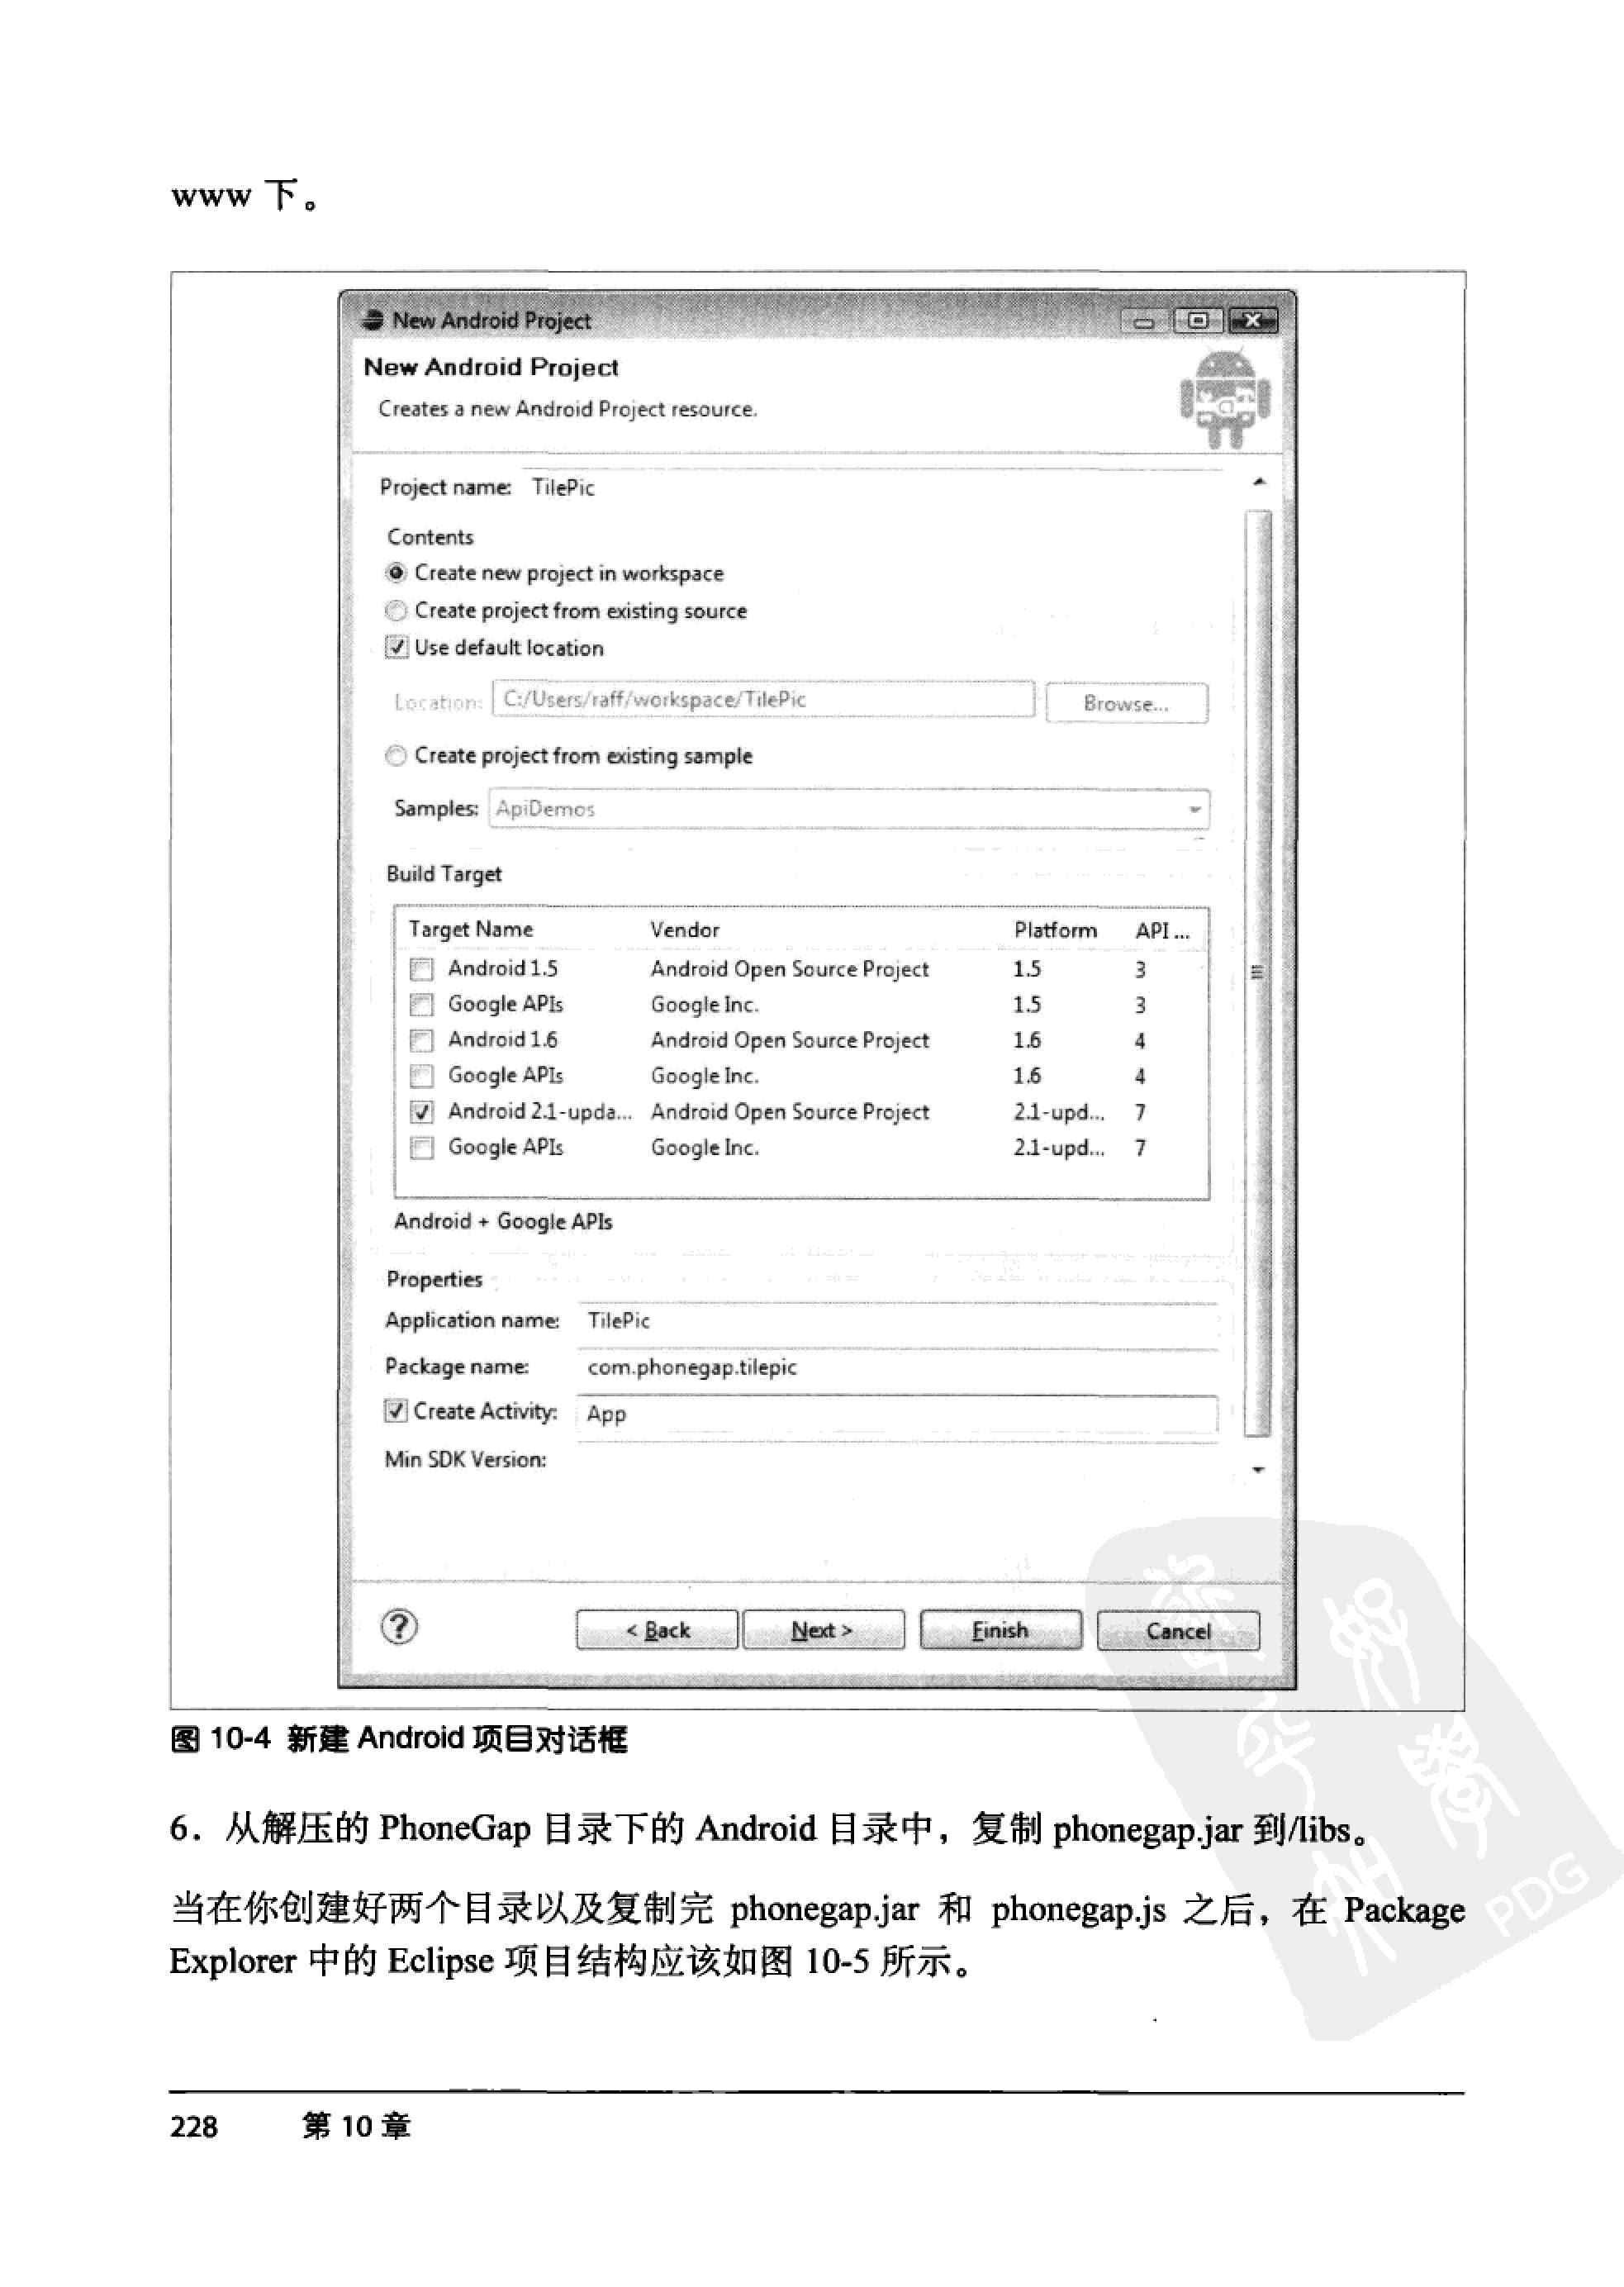 www 下。
New Android Project
New Android Project
Creates a new Android Project resource.
Project name: TilePic
Contents
Create new project in workspace
Create project from existing source
Use default location
Location: C:/Users/raff/workspace/TilePic Browse...
Create project from existing sample
Samples: ApiDemos
Build Target
Target Name Vendor Platform API ...
Android 1.5 Android Open Source Project 1.5 3
Google APIs Google Inc. 1.5 3
Android 1.6 Android Open Source Project 1.6 4
Google APIs Google Inc. 1.6 4
Android 2.1-upda... Android Open Source Project 2.1-upd... 7
Google APIs Google Inc. 2.1-upd... 7
Android + Google APIs
Properties
Application name: TilePic
Package name: com.phonegap.tilepic
Create Activity: App
Min SDK Version:
? < Back Next > Finish Cancel
图 10-4 新建 Android 项目对话框
6．从解压的 PhoneGap 目录下的 Android 目录中，复制 phonegap.jar 到/libs。
当在你创建好两个目录以及复制完 phonegap.jar 和 phonegap.js 之后，在 Package
Explorer 中的 Eclipse 项目结构应该如图 10-5 所示。
PDG
228 第 10 章